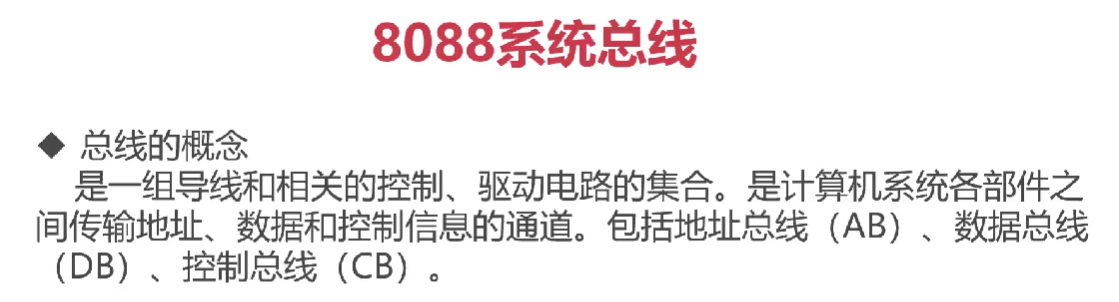 8088系统总线
◆ 总线的概念
是一组导线和相关的控制、驱动电路的集合。是计算机系统各部件之
间传输地址、数据和控制信息的通道。包括地址总线（AB）、数据总线
（DB）、控制总线（CB）。